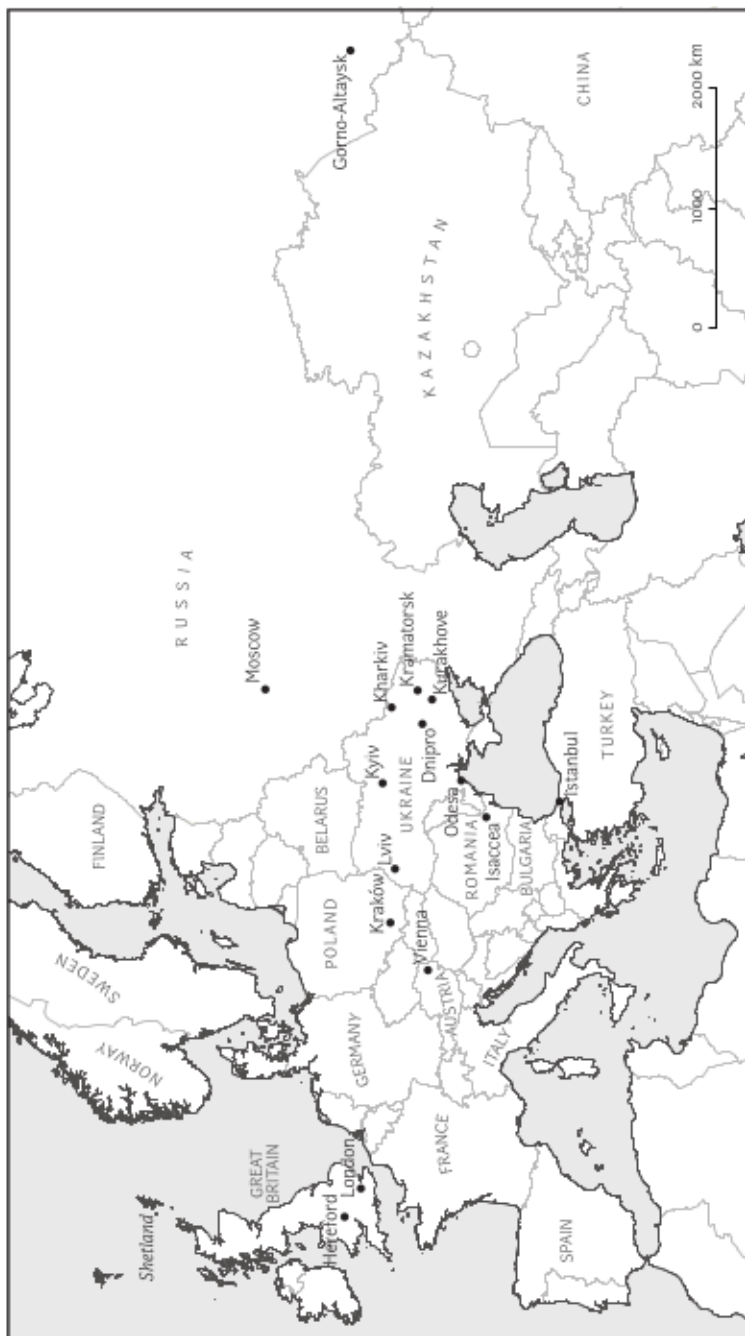 Shetland
NORWAY
SWEDEN
FINLAND
RUSSIA
Moscow
Gorno-Altaysk
GREAT
BRITAIN
Hereford
London
GERMANY
POLAND
BELARUS
Kraków
Lviv
Kyiv
Kharkiv
UKRAINE
Kramatorsk
Dnipro
Kurakhove
KAZAKHSTAN
CHINA
FRANCE
AUSTRIA
Vienna
ROMANIA
Odesa
Isaccea
ITALY
BULGARIA
Istanbul
TURKEY
SPAIN
0
1000
2000 km